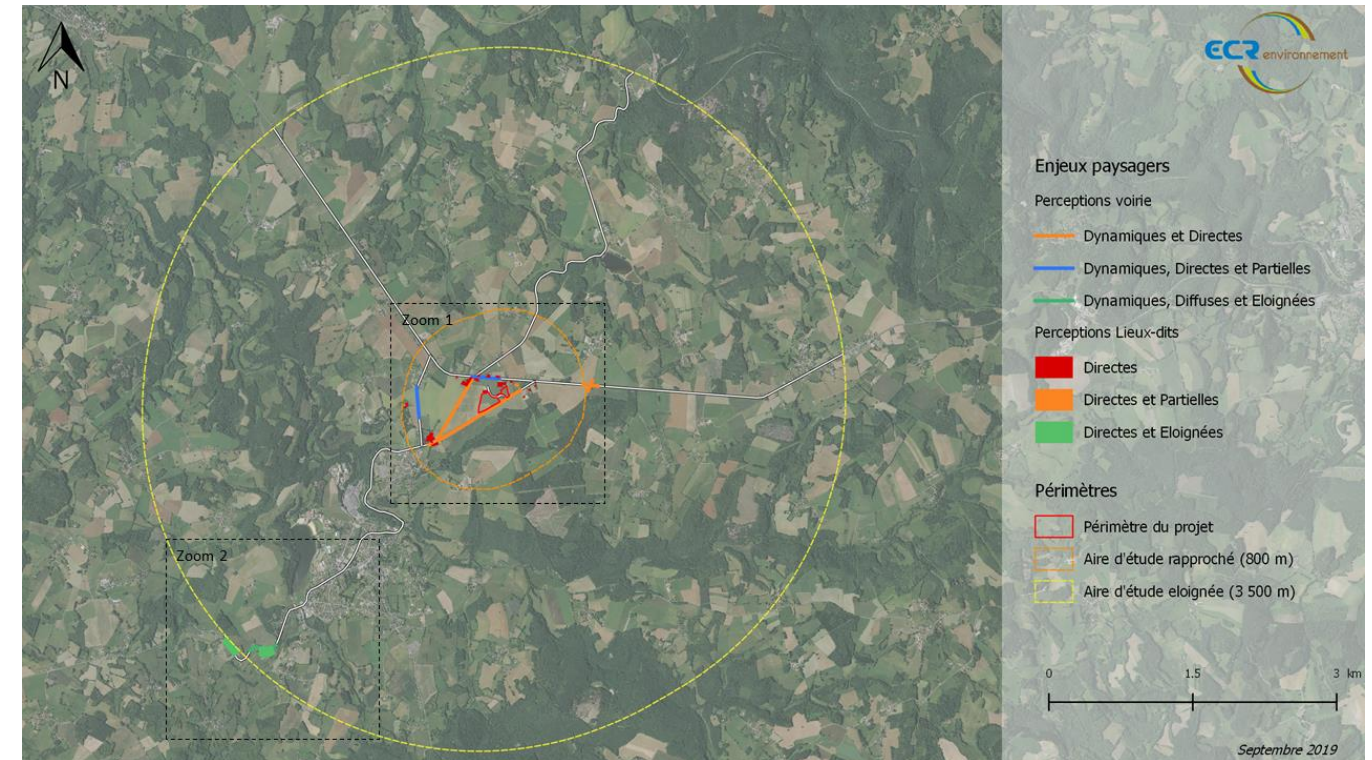 N
Zoom 1
Zoom 2
ECR environnement
Enjeux paysagers
Perceptions voirie
Dynamiques et Directes
Dynamiques, Directes et Partielles
Dynamiques, Diffuses et Eloignées
Perceptions Lieux-dits
Directes
Directes et Partielles
Directes et Eloignées
Périmètres
Périmètre du projet
Aire d'étude rapproché (800 m)
Aire d'étude eloignée (3 500 m)
0 1.5 3 km
Septembre 2019